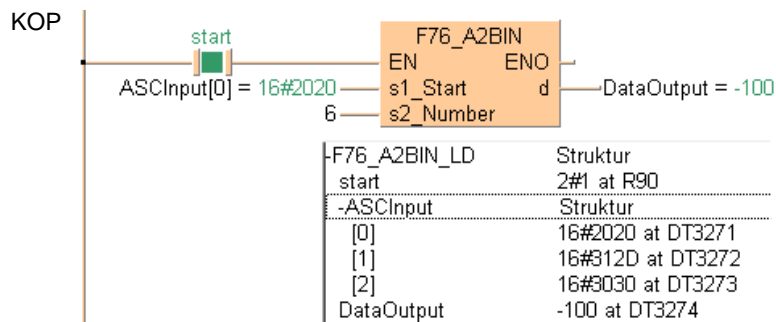 KOP
start
F76_A2BIN
EN ENO
ASCInput[0] = 16#2020 s1_Start d DataOutput = -100
6 s2_Number
-F76_A2BIN_LD Struktur
start 2#1 at R90
-ASCInput Struktur
[0] 16#2020 at DT3271
[1] 16#312D at DT3272
[2] 16#3030 at DT3273
DataOutput -100 at DT3274